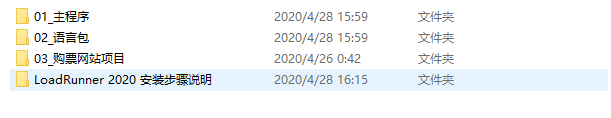 01_主程序 2020/4/28 15:59 文件夹
02_语言包 2020/4/28 15:59 文件夹
03_购票网站项目 2020/4/26 0:42 文件夹
LoadRunner 2020 安装步骤说明 2020/4/28 16:15 文件夹